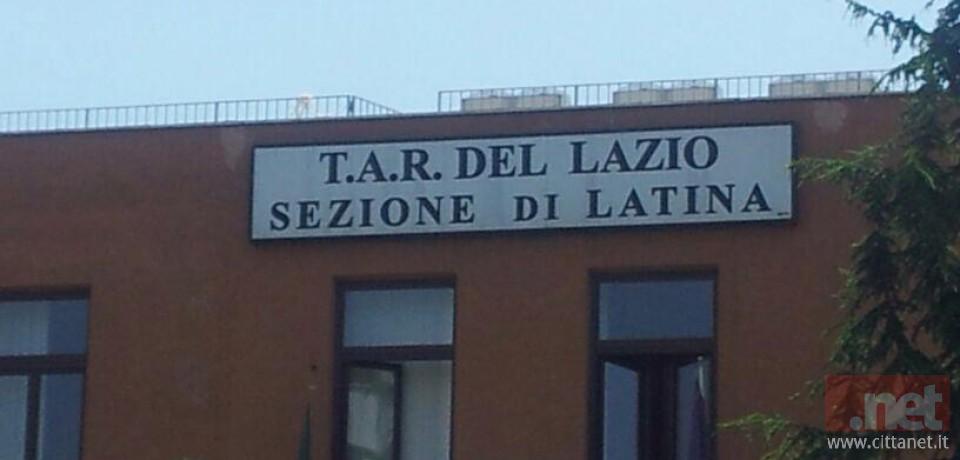 T.A.R. DEL LAZIO
SEZIONE DI LATINA
.net
www.cittanet.it